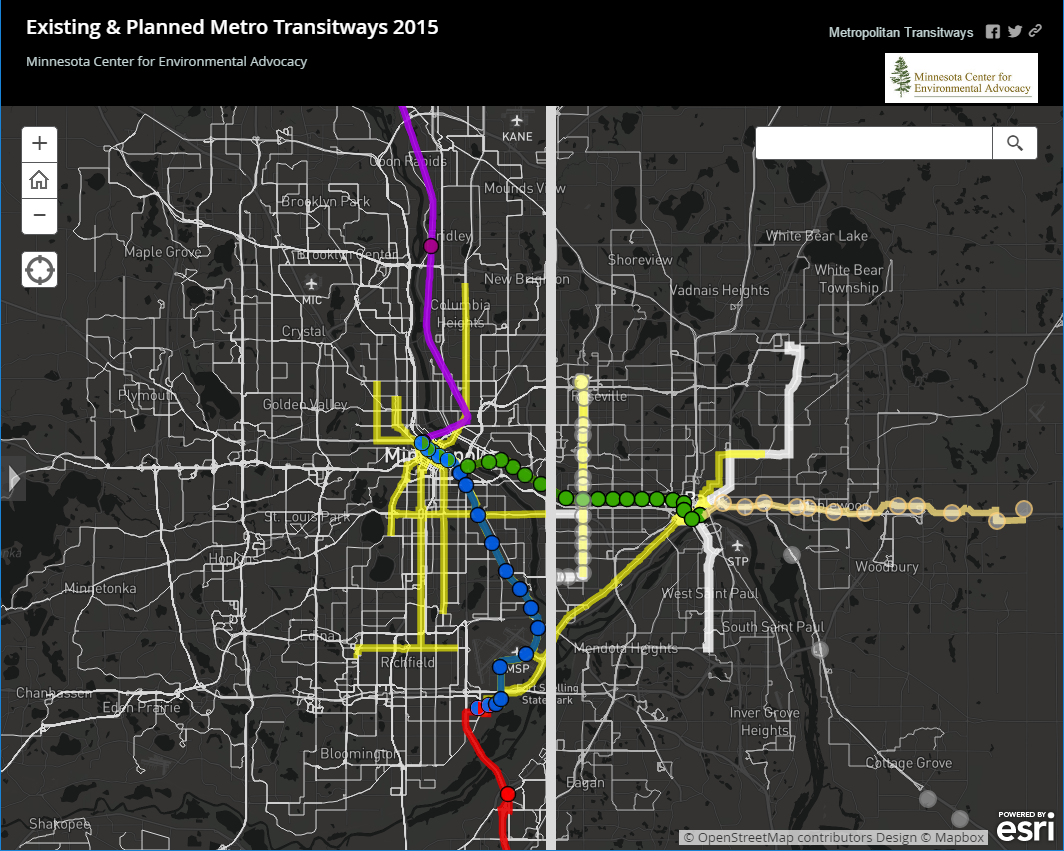 Existing & Planned Metro Transitways 2015
Minnesota Center for Environmental Advocacy
Metropolitan Transitways
Minnesota Center for
Environmental Advocacy
KANE
Coon Rapids
Mounds View
Brooklyn Park
ridley
White Bear Lake
Maple Grove
Brooklyn Center
Shoreview
White Bear
Township
New Brighton
Vadnais Heights
MIC
Columbia
Heights
Crystal
Plymouth
Roseville
Golden Valley
St. Louis Park
Hopkins
STP
Woodbury
Minnetonka
West Saint Paul
South Saint Paul
Edina
Mendota Heights
Richfield
MSP
Chanhassen
Snelling
State Park
Eden Prairie
Inver Grove
Heights
Bloomington
Cottage Grove
Eagan
Shakopee
POWERED BY
esri
© OpenStreetMap contributors Design © Mapbox